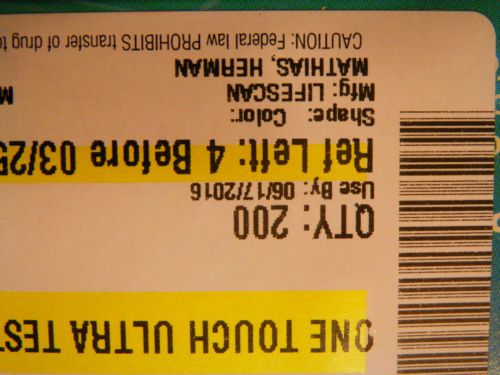 ONE TOUCH ULTRA TES
QTY: 200
Use By: 06/17/2016
Ref Left: 4 Before 03/25
Shape: Color:
Mfg: LIFESCAN M
MATHIAS, HERMAN
CAUTION: Federal law PROHIBITS transfer of drug to